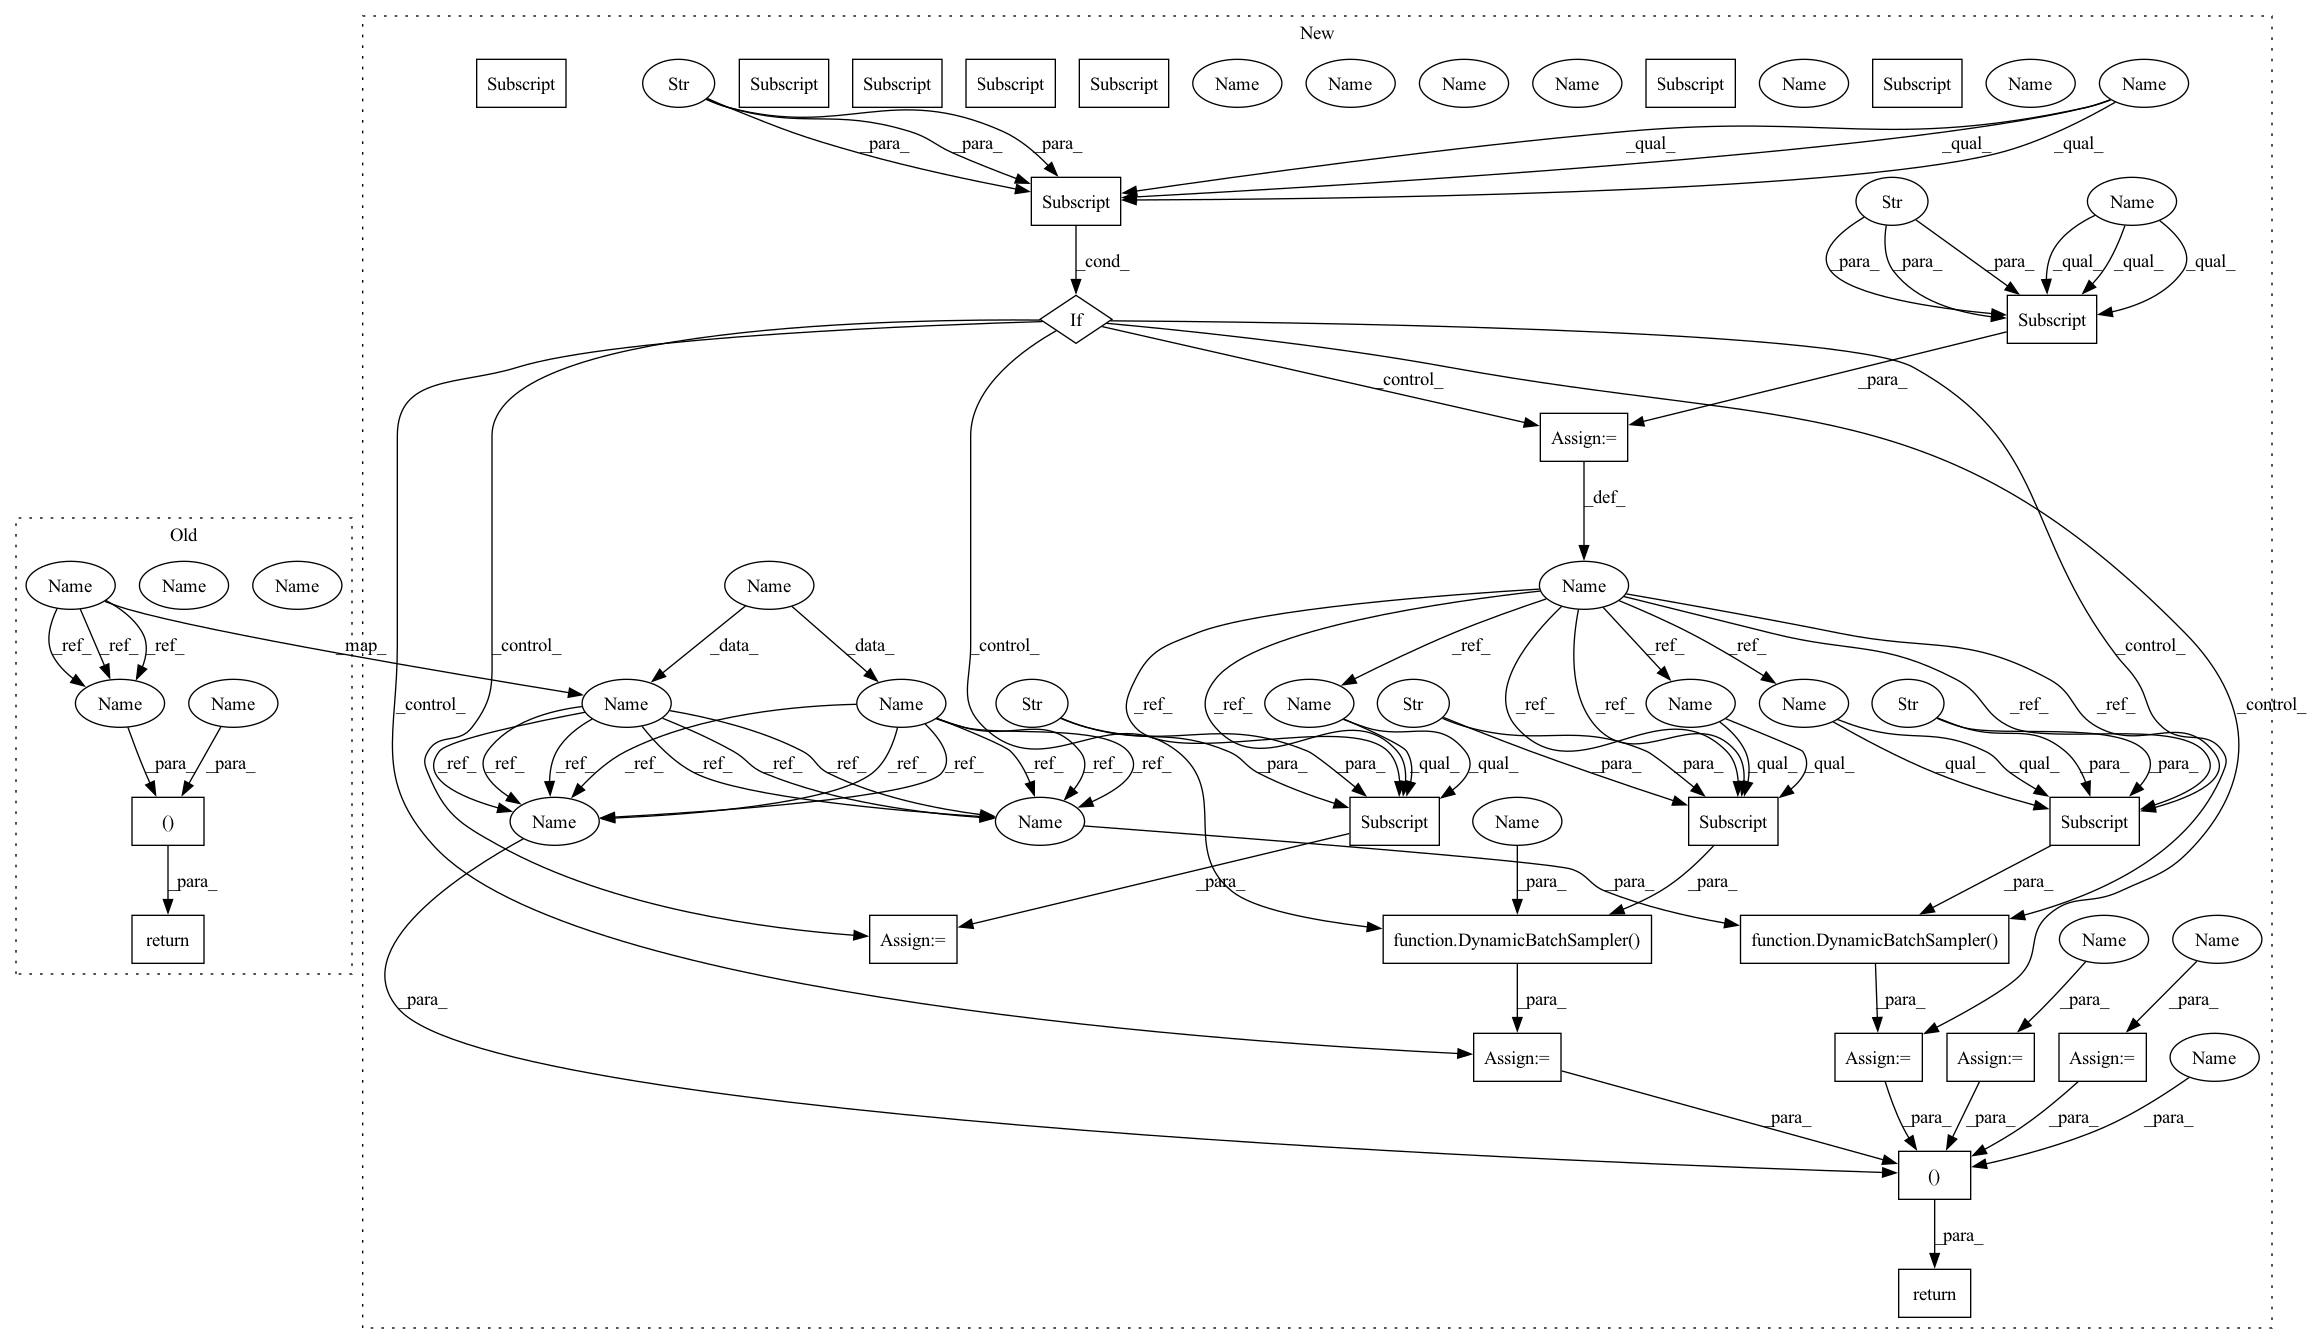 New
Subscript Str Subscript Subscript Subscript Subscript Name Name Name Name Subscript Name Subscript Name Name
_para_ _para_ _para_ _qual_ _qual_ _qual_
Subscript Str Name
_cond_ _para_ _para_ _para_ _qual_ _qual_ _qual_
If Subscript
_control_ _para_
Assign:=
_def_
Old
Name Name Name Name Name
_ref_ _ref_ _ref_ _map_ _control_ _data_ _data_ _control_ _ref_ _ref_ _ref_ _control_
Name Name Name Name Str Name Str Name Name Str
_control_ _ref_ _ref_ _ref_ _ref_ _control_
_para_ _para_ _ref_ _ref_ _ref_ _ref_ _ref_ _ref_ _ref_ _ref_ _ref_ _ref_ _ref_ _ref_ _para_ _para_ _qual_ _qual_ _para_ _para_ _qual_ _qual_ _qual_ _qual_ _para_ _para_
() Name Name Subscript Name Subscript Subscript
_para_ _para_ _para_ _para_ _para_ _para_
return Assign:= function.DynamicBatchSampler() function.DynamicBatchSampler() Name Name
_para_ _para_ _para_ _para_ _para_
Assign:= Assign:= Assign:= Assign:= Name
_para_ _para_ _para_ _para_ _para_
()
_para_
return